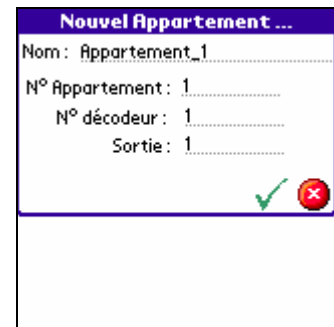 Nouvel Appartement ...
Nom : Appartement_1
N° Appartement : 1
N° décodeur : 1
Sortie : 1